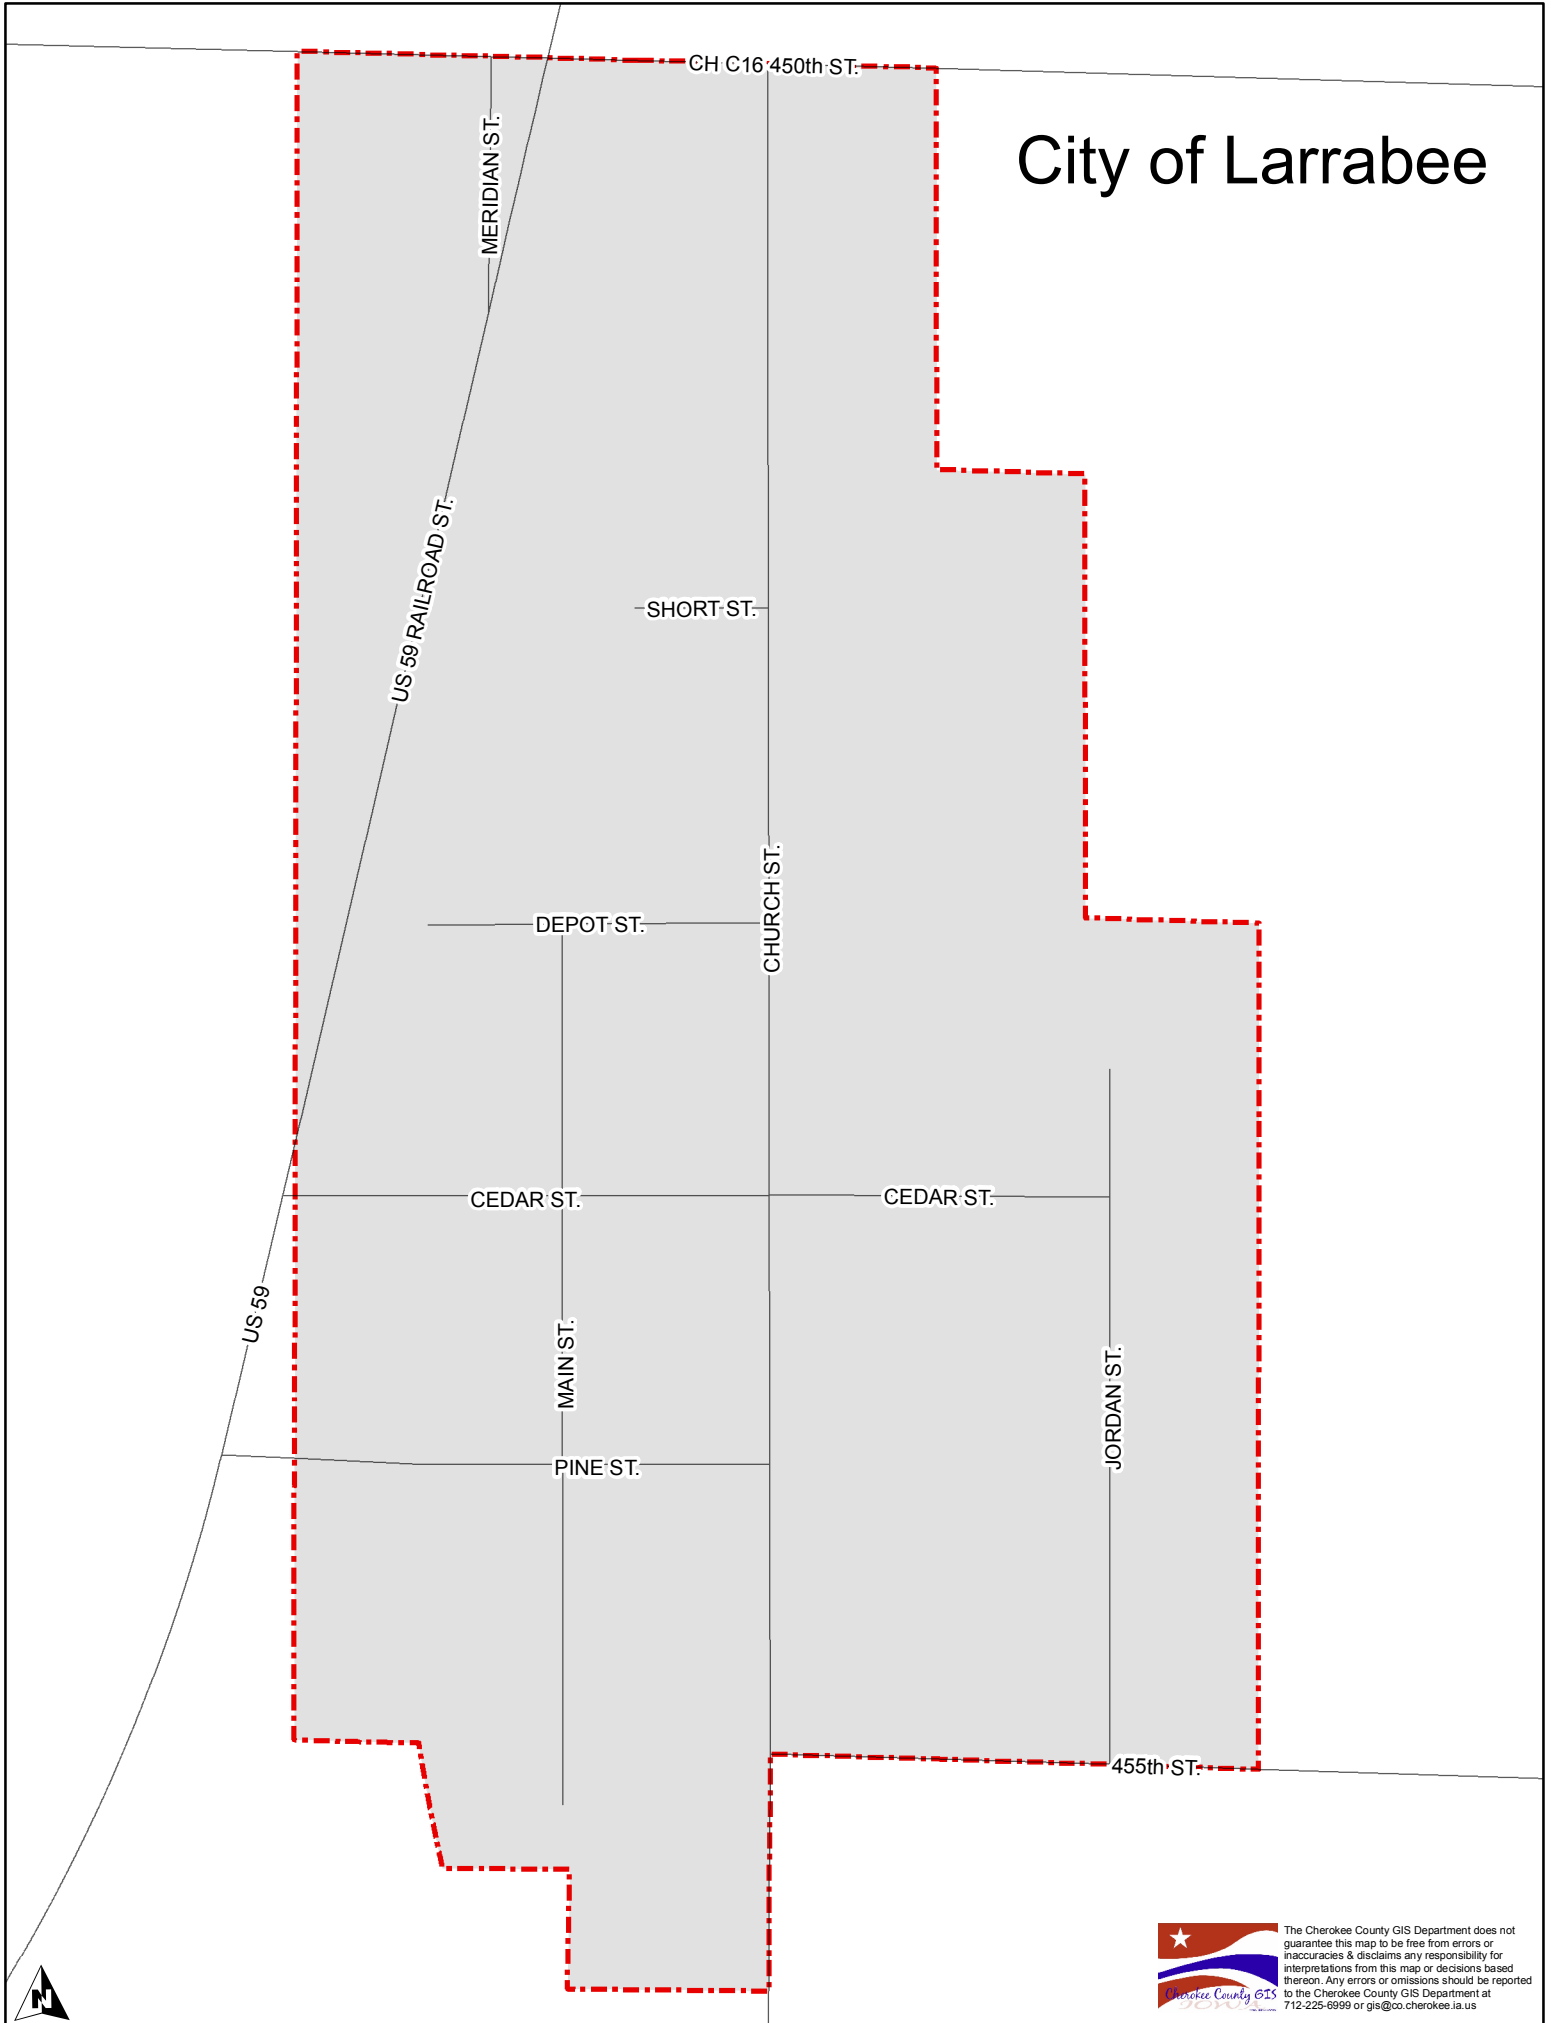 CH C16 450th ST.
City of Larrabee
MERIDIAN ST.
US 59 RAILROAD ST.
SHORT ST.
CHURCH ST.
DEPOT ST.
CEDAR ST.
CEDAR ST.
US 59
MAIN ST.
JORDAN ST.
PINE ST.
455th ST.
The Cherokee County GIS Department does not
guarantee this map to be free from errors or
inaccuracies & disclaims any responsibility for
interpretations from this map or decisions based
thereon. Any errors or omissions should be reported
to the Cherokee County GIS Department at
712-225-6999 or gis@co.cherokee.ia.us
Cherokee County GIS
IOWA
N